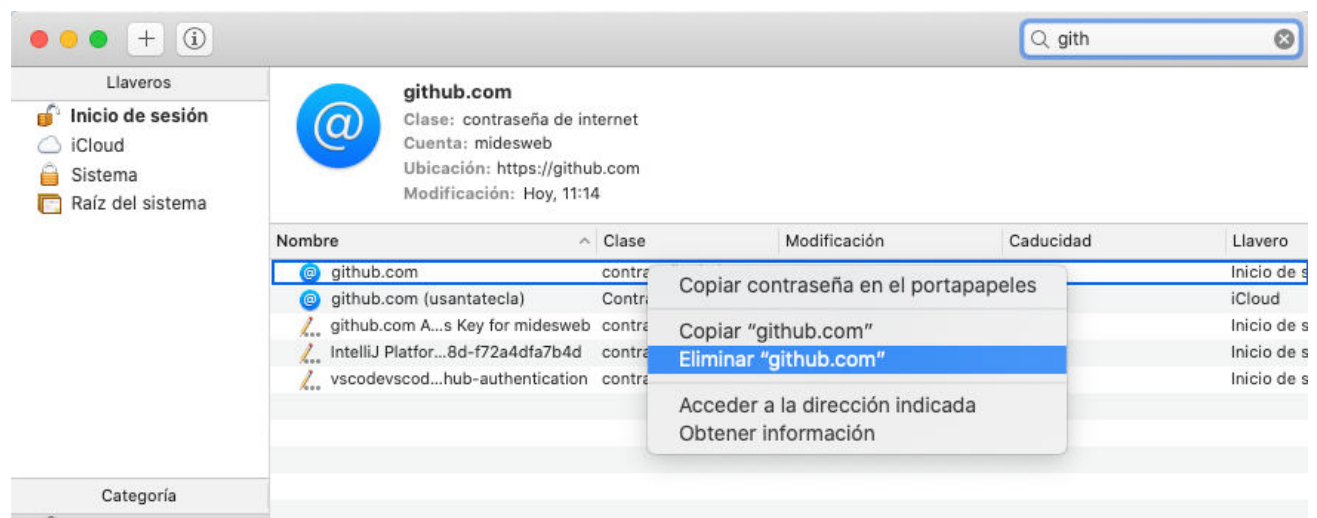 gith
Llaveros
Inicio de sesión
iCloud
Sistema
Raíz del sistema
github.com
Clase: contraseña de internet
Cuenta: midesweb
Ubicación: https://github.com
Modificación: Hoy, 11:14
Nombre Clase Modificación Caducidad Llavero
github.com contra Inicio de s
github.com (usantatecla) Contr iCloud
github.com A...s Key for midesweb contra Inicio de s
IntelliJ Platfor...8d-f72a4dfa7b4d contra Inicio de s
vscodevscod...hub-authentication contra Inicio de s
Copiar contraseña en el portapapeles
Copiar “github.com”
Eliminar “github.com”
Acceder a la dirección indicada
Obtener información
Categoría